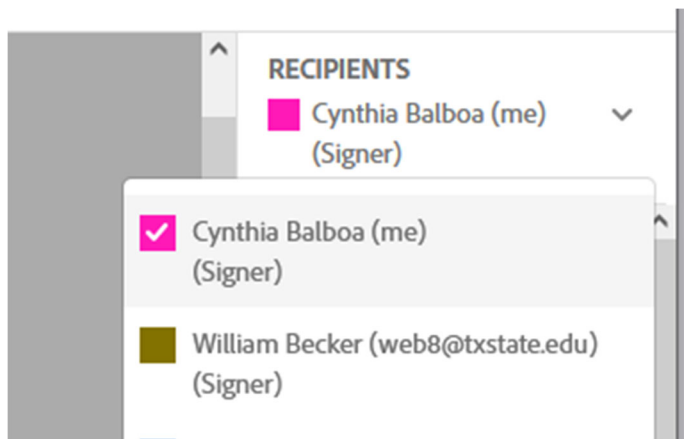 RECIPIENTS
Cynthia Balboa (me)
(Signer)
Cynthia Balboa (me)
(Signer)
William Becker (web8@txstate.edu)
(Signer)